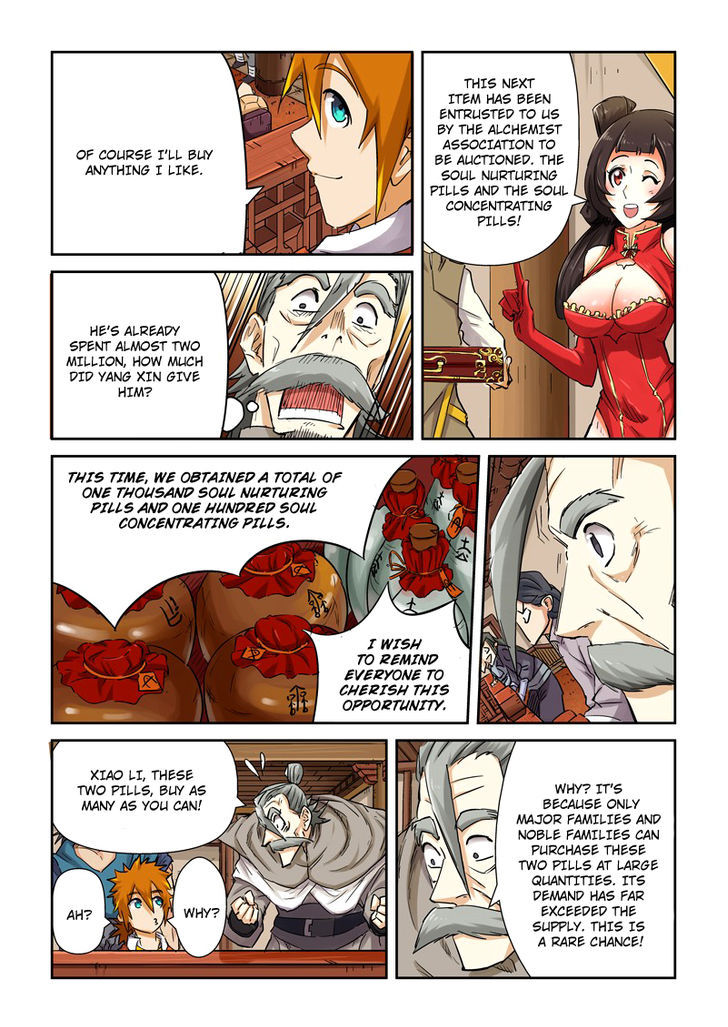 OF COURSE I'LL BUY
ANYTHING I LIKE.
THIS NEXT
ITEM HAS BEEN
ENTRUSTED TO US
BY THE ALCHEMIST
ASSOCIATION TO
BE AUCTIONED. THE
SOUL NURTURING
PILLS AND THE SOUL
CONCENTRATING
PILLS!
HE'S ALREADY
SPENT ALMOST TWO
MILLION, HOW MUCH
DID YANG XIN GIVE
HIM?
THIS TIME, WE OBTAINED A TOTAL OF
ONE THOUSAND SOUL NURTURING
PILLS AND ONE HUNDRED SOUL
CONCENTRATING PILLS.
I WISH
TO REMIND
EVERYONE TO
CHERISH THIS
OPPORTUNITY.
XIAO LI, THESE
TWO PILLS, BUY AS
MANY AS YOU CAN!
AH?
WHY?
WHY? IT'S
BECAUSE ONLY
MAJOR FAMILIES AND
NOBLE FAMILIES CAN
PURCHASE THESE
TWO PILLS AT LARGE
QUANTITIES. ITS
DEMAND HAS FAR
EXCEEDED THE
SUPPLY. THIS IS
A RARE CHANCE!